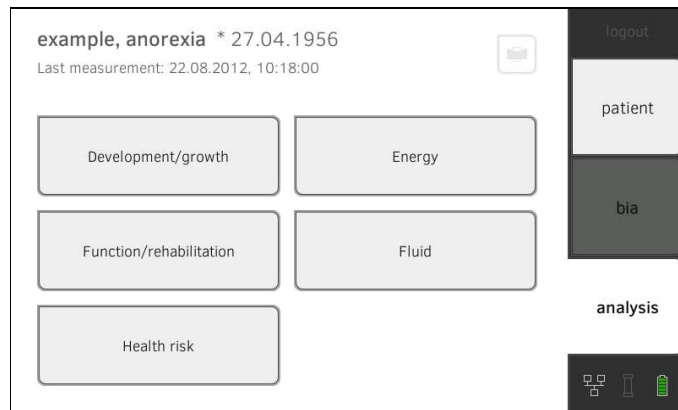 example, anorexia * 27.04.1956
Last measurement: 22.08.2012, 10:18:00
Development/growth
Energy
Function/rehabilitation
Fluid
Health risk
logout
patient
bia
analysis